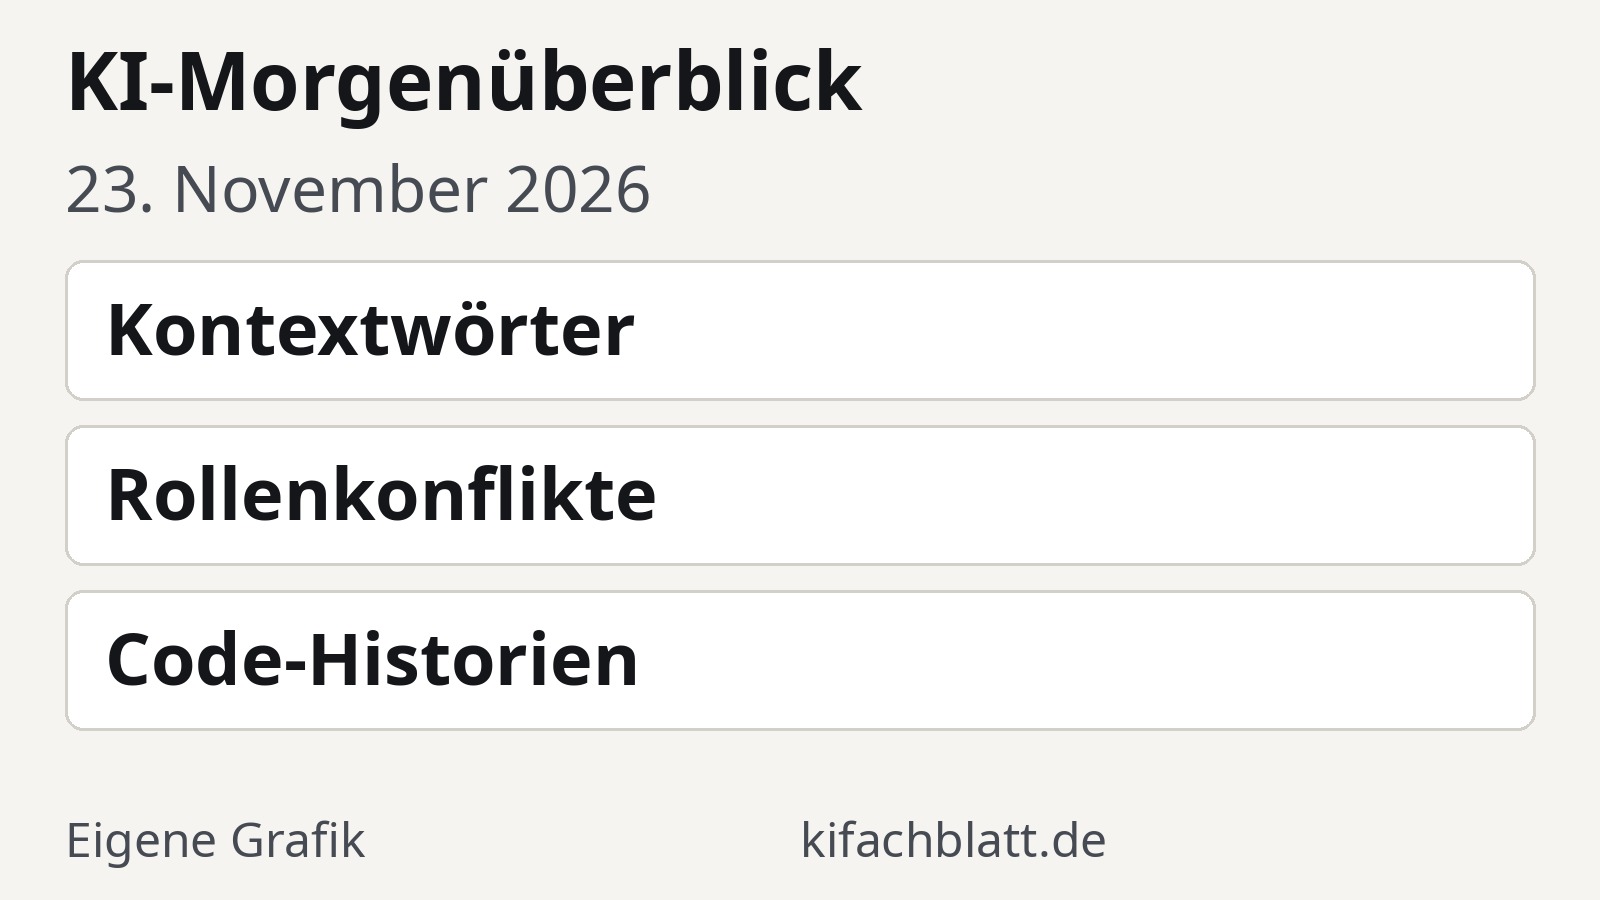 KI-Morgenüberblick
23. November 2026
Kontextwörter
Rollenkonflikte
Code-Historien
Eigene Grafik
kifachblatt.de